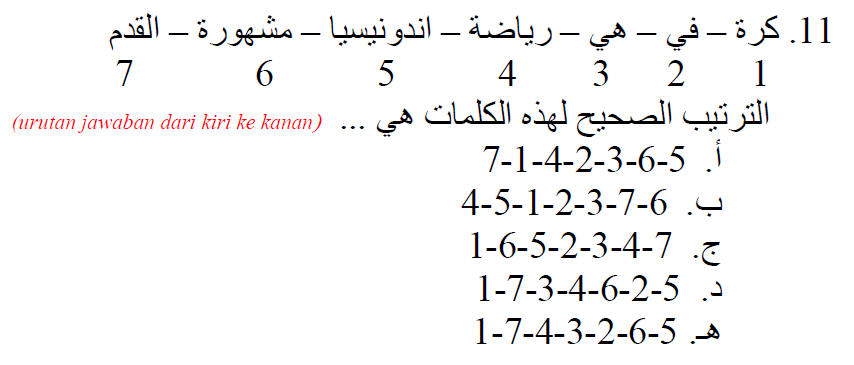 11. كرة – في – هي – رياضة – اندونيسيا – مشهورة – القدم
1 2 3 4 5 6 7
الترتيب الصحيح لهذه الكلمات هي ... (urutan jawaban dari kiri ke kanan)
أ. 7-1-4-2-3-6-5
ب. 4-5-1-2-3-7-6
ج. 1-6-5-2-3-4-7
د. 1-7-3-4-6-2-5
هـ. 1-7-4-3-2-6-5